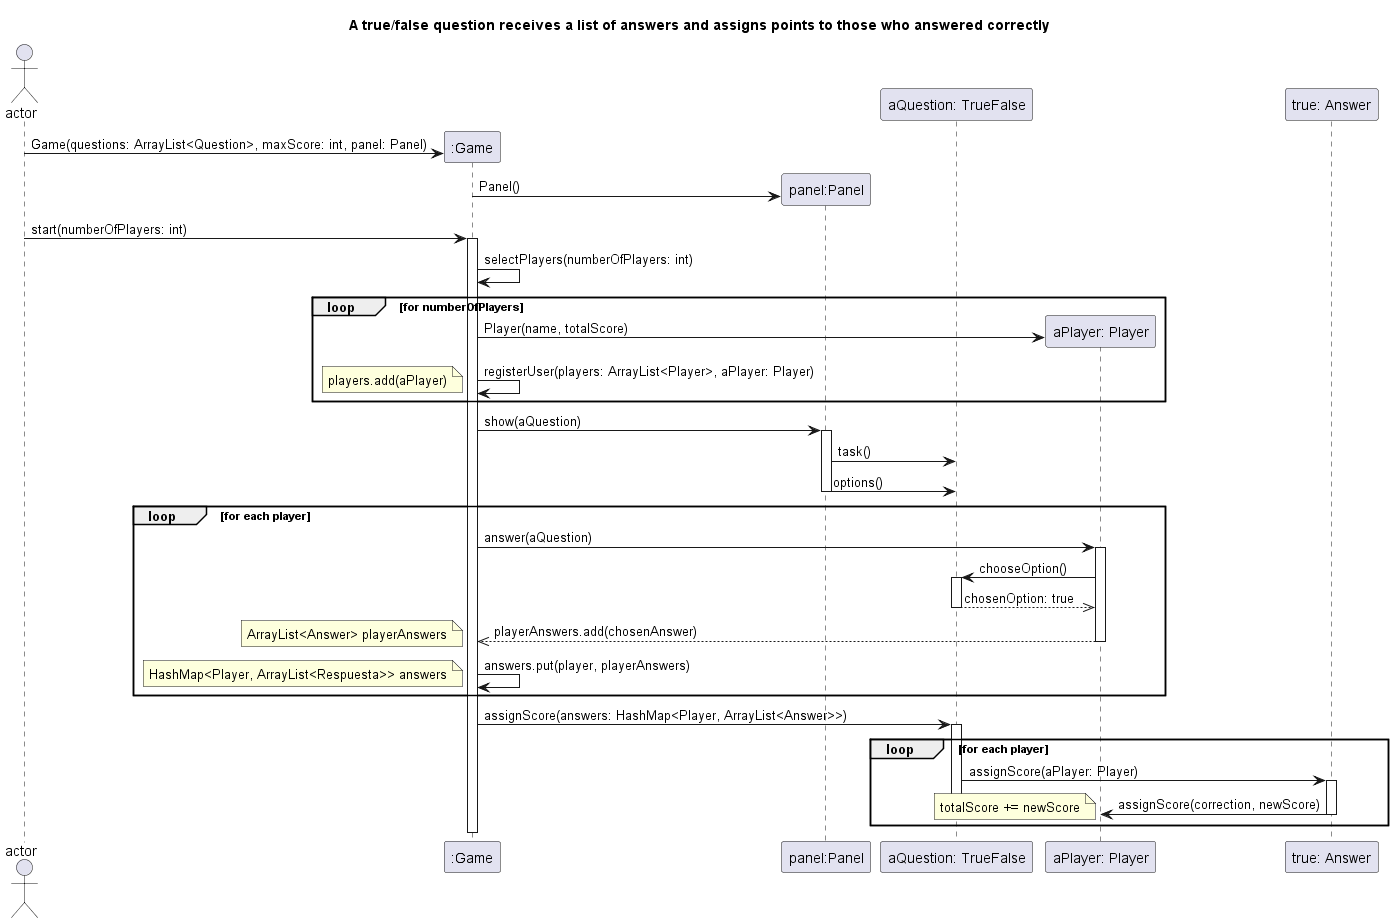 A true/false question receives a list of answers and assigns points to those who answered correctly
actor
aQuestion: TrueFalse
true: Answer
Game(questions: ArrayList<Question>, maxScore: int, panel: Panel)
:Game
Panel()
panel:Panel
start(numberOfPlayers: int)
selectPlayers(numberOfPlayers: int)
loop
[for numberOfPlayers]
Player(name, totalScore)
aPlayer: Player
players.add(aPlayer)
registerUser(players: ArrayList<Player>, aPlayer: Player)
show(aQuestion)
task()
options()
loop
[for each player]
answer(aQuestion)
chooseOption()
chosenOption: true
ArrayList<Answer> playerAnswers
playerAnswers.add(chosenAnswer)
HashMap<Player, ArrayList<Respuesta>> answers
answers.put(player, playerAnswers)
assignScore(answers: HashMap<Player, ArrayList<Answer>>)
loop
[for each player]
assignScore(aPlayer: Player)
totalScore += newScore
assignScore(correction, newScore)
actor
:Game
panel:Panel
aQuestion: TrueFalse
aPlayer: Player
true: Answer